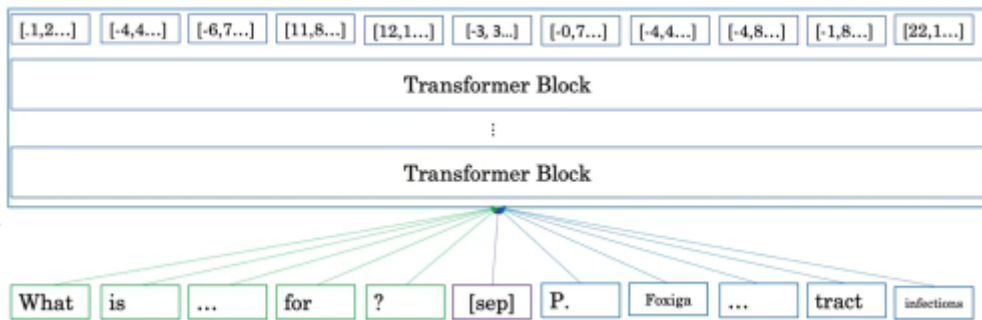 [.1,2...] [-4,4...] [-6,7...] [11,8...] [12,1...] [-3, 3...] [-0,7...] [-4,4...] [-4,8...] [-1,8...] [22,1...]
Transformer Block
⋮
Transformer Block
What is ... for ? [sep] P. Foxiga ... tract infections